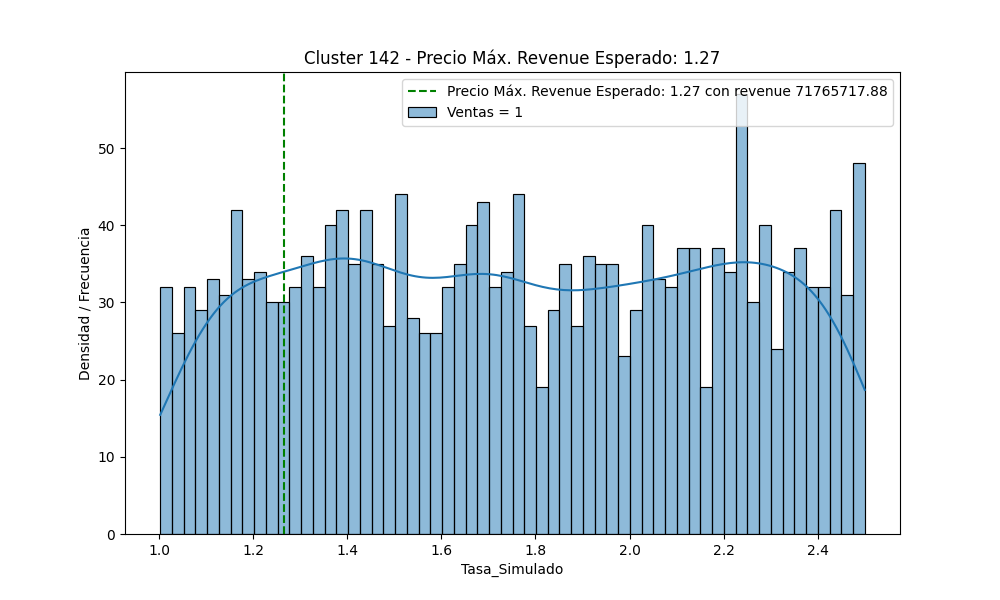 Cluster 142 - Precio Máx. Revenue Esperado: 1.27
Precio Máx. Revenue Esperado: 1.27 con revenue 71765717.88
Ventas = 1
Densidad / Frecuencia
50
40
30
20
10
0
1.0 1.2 1.4 1.6 1.8 2.0 2.2 2.4
Tasa_Simulado